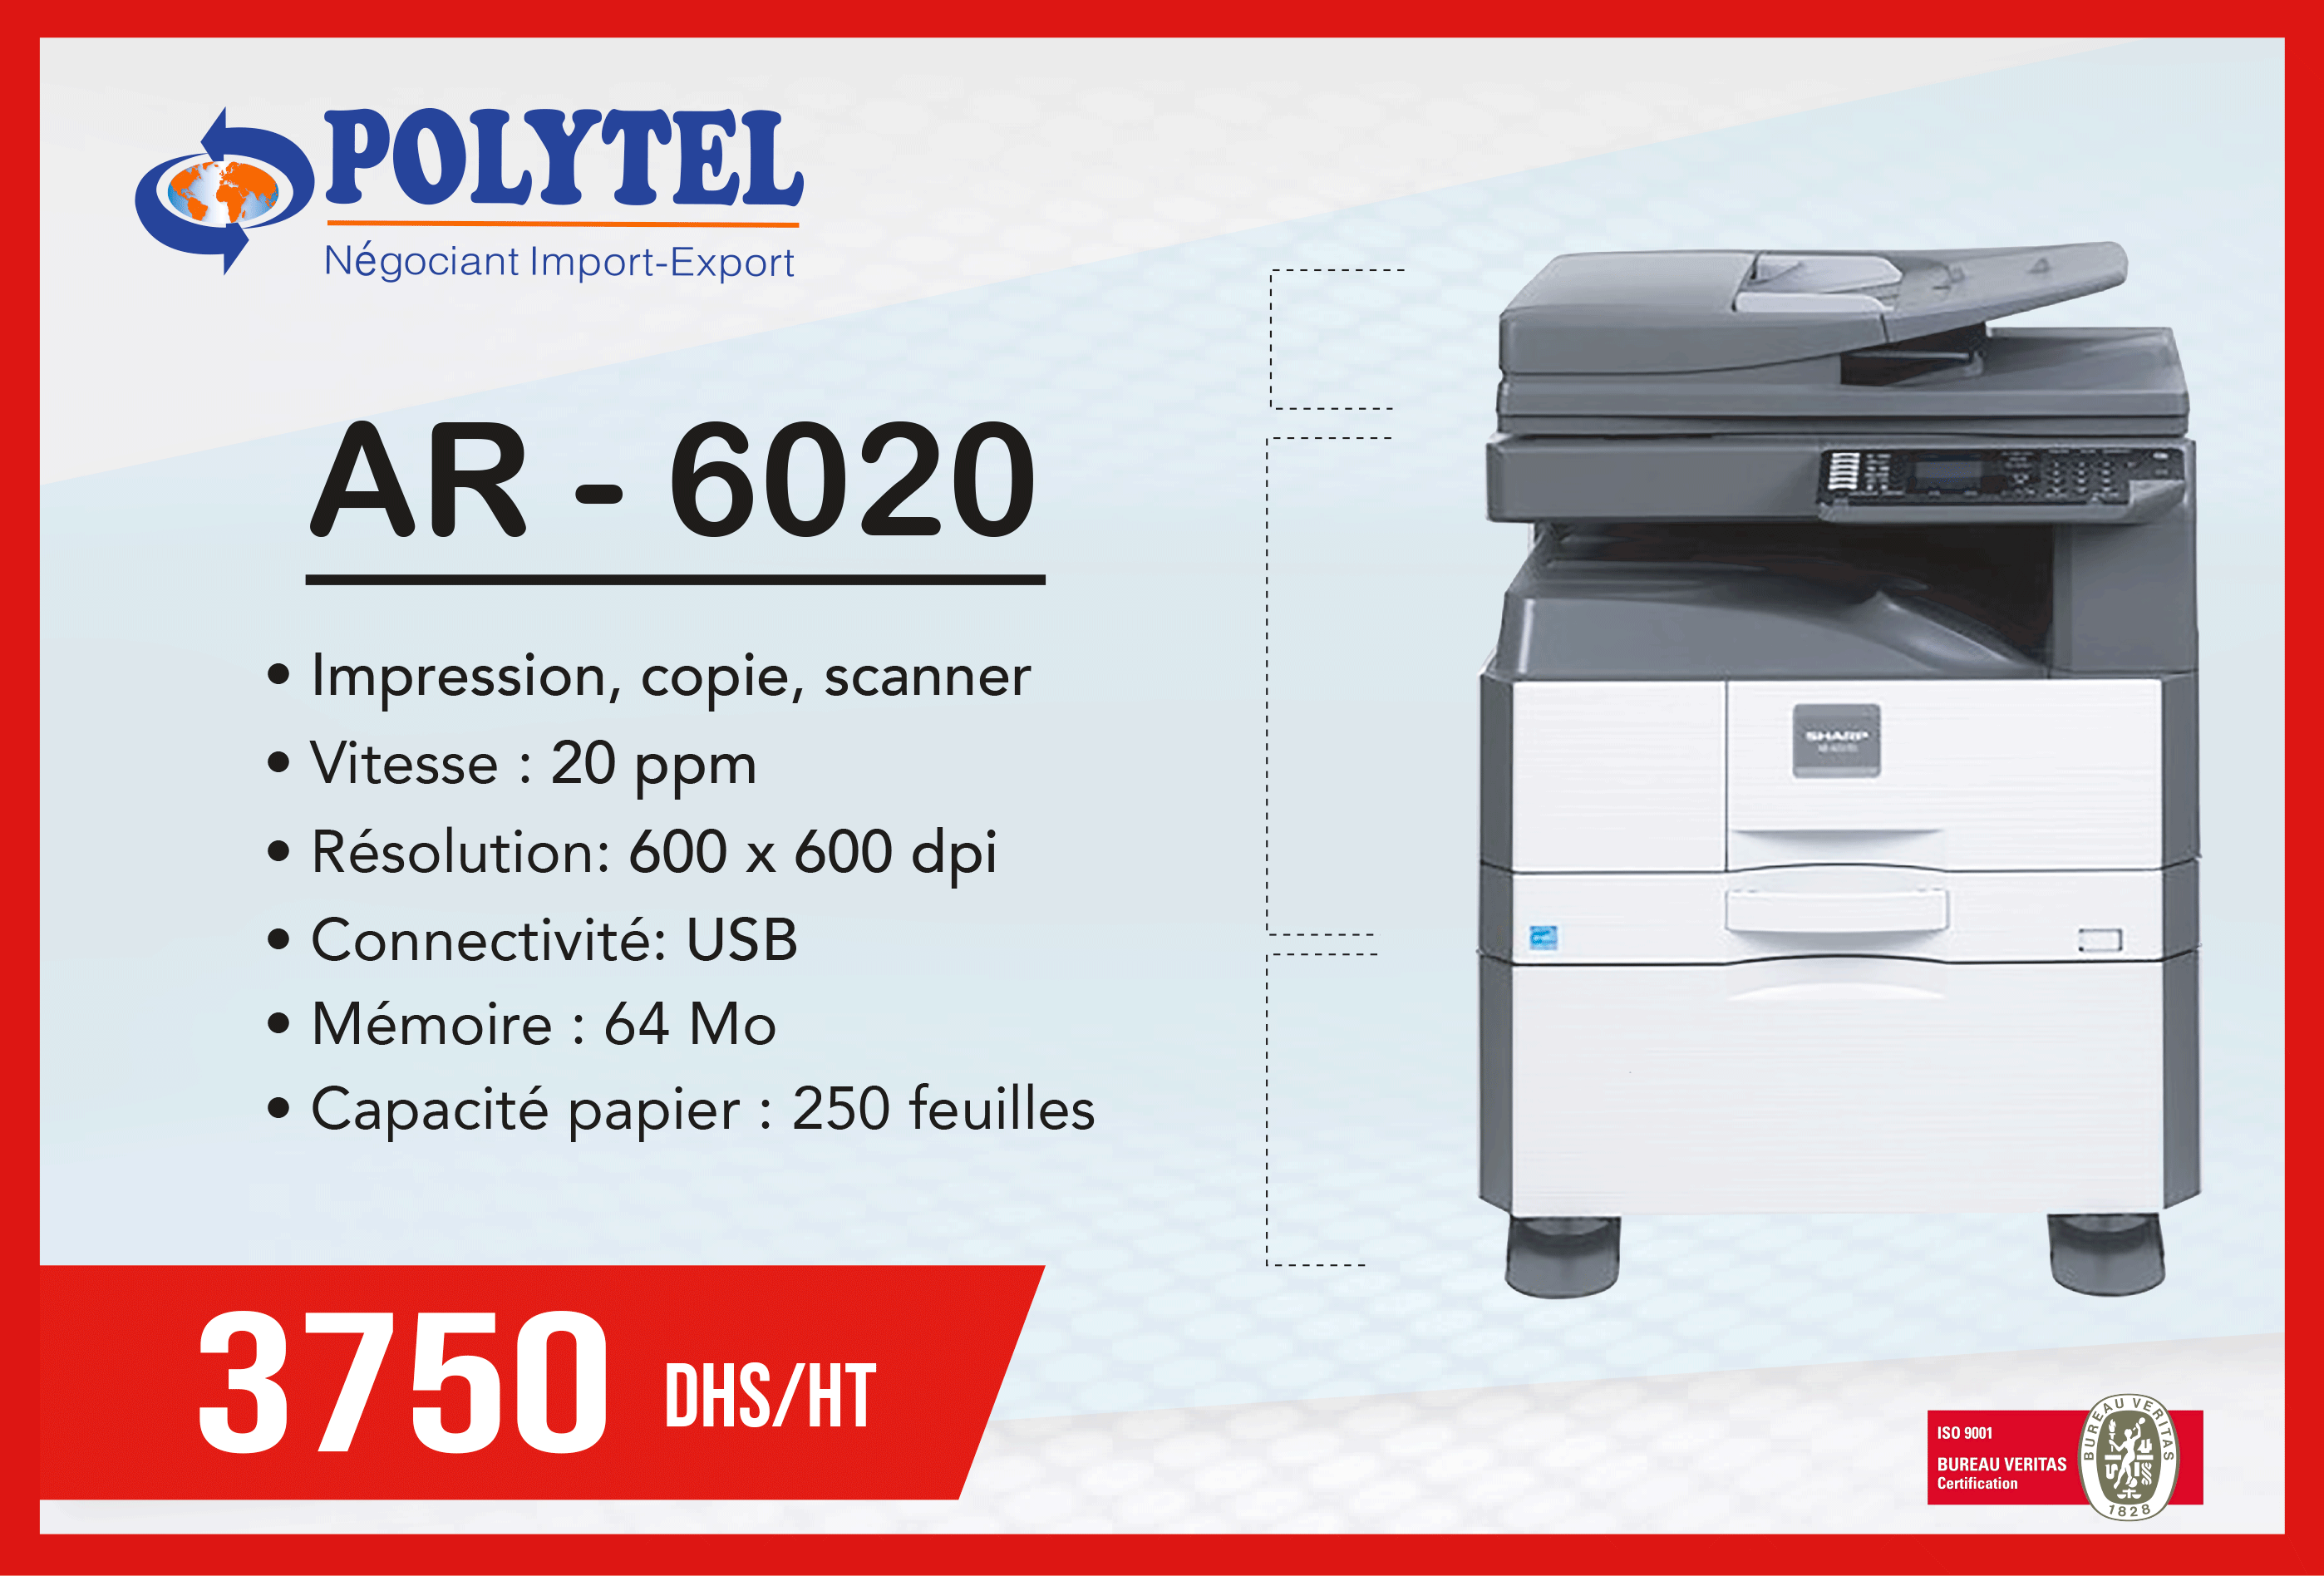 POLYTEL
Négociant Import-Export
AR - 6020
• Impression, copie, scanner
• Vitesse : 20 ppm
• Résolution: 600 x 600 dpi
• Connectivité: USB
• Mémoire : 64 Mo
• Capacité papier : 250 feuilles
SHARP
3750 DHS/HT
ISO 9001
BUREAU VERITAS
Certification
BUREAU VERITAS
1828